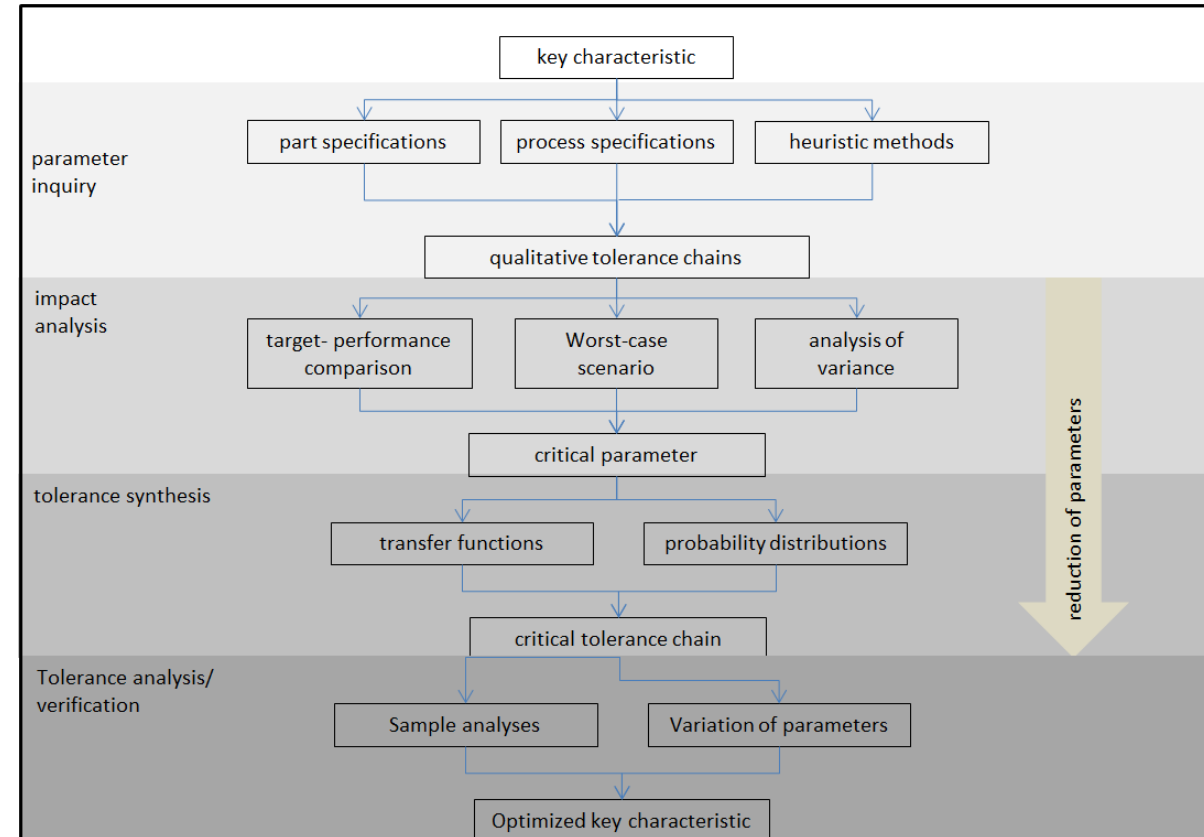 key characteristic
parameter
inquiry
part specifications
process specifications
heuristic methods
qualitative tolerance chains
impact
analysis
target- performance
comparison
Worst-case
scenario
analysis of
variance
critical parameter
reduction of parameters
tolerance synthesis
transfer functions
probability distributions
critical tolerance chain
Tolerance analysis/
verification
Sample analyses
Variation of parameters
Optimized key characteristic